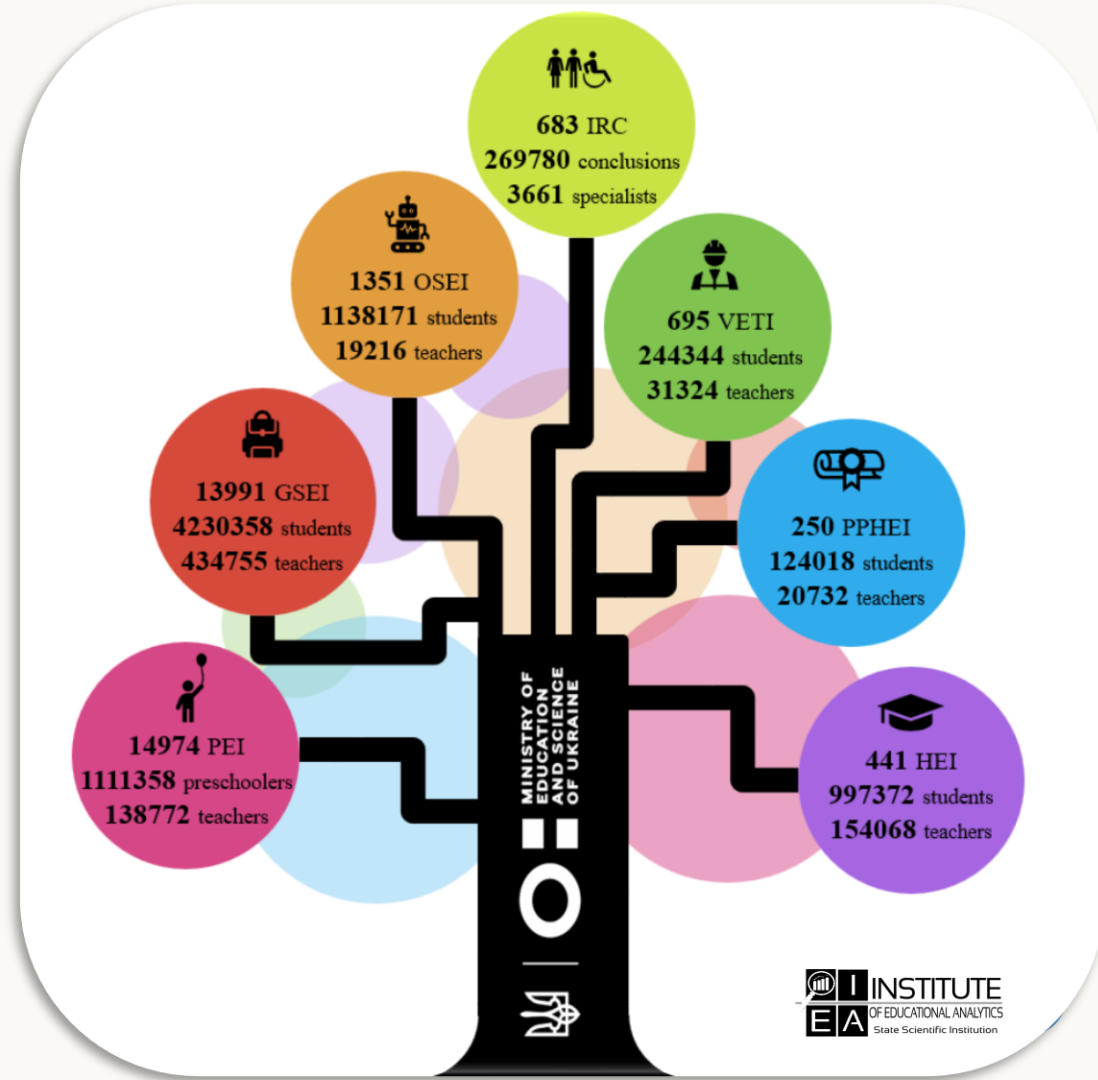 683 IRC
269780 conclusions
3661 specialists
1351 OSEI
1138171 students
19216 teachers
695 VETI
244344 students
31324 teachers
13991 GSEI
4230358 students
434755 teachers
250 PPHEI
124018 students
20732 teachers
14974 PEI
1111358 preschoolers
138772 teachers
441 HEI
997372 students
154068 teachers
MINISTRY OF
EDUCATION
AND SCIENCE
OF UKRAINE
I
EA
INSTITUTE
OF EDUCATIONAL ANALYTICS
State Scientific Institution